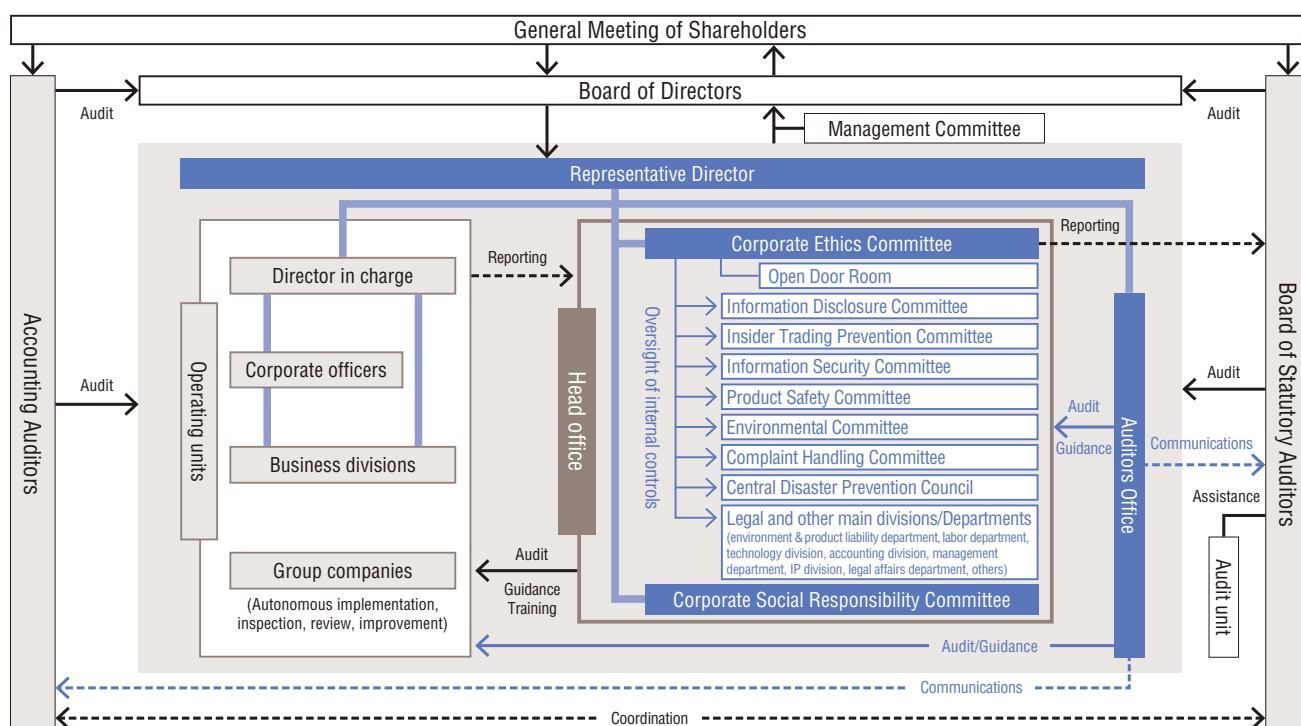 General Meeting of Shareholders
Board of Directors
Audit
Audit
Management Committee
Representative Director
Accounting Auditors
Board of Statutory Auditors
Corporate Ethics Committee
Reporting
Open Door Room
Director in charge
Reporting
Information Disclosure Committee
Insider Trading Prevention Committee
Information Security Committee
Product Safety Committee
Environmental Committee
Complaint Handling Committee
Central Disaster Prevention Council
Legal and other main divisions/Departments
(environment & product liability department, labor department,
technology division, accounting division, management
department, IP division, legal affairs department, others)
Corporate Social Responsibility Committee
Oversight of internal controls
Head office
Operating units
Corporate officers
Business divisions
Group companies
(Autonomous implementation,
inspection, review, improvement)
Audit
Audit
Guidance
Training
Audit
Guidance
Auditors Office
Audit
Communications
Assistance
Audit unit
Audit/Guidance
Communications
Coordination